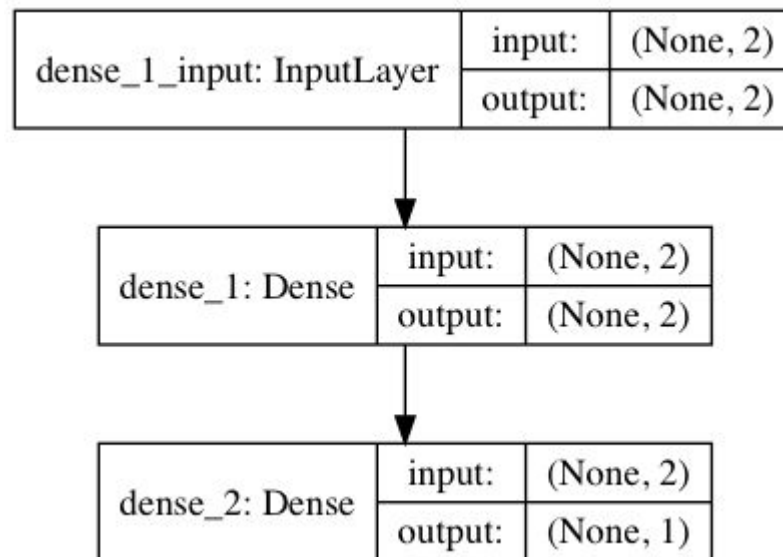 dense_1_input: InputLayer
input: (None, 2)
output: (None, 2)
dense_1: Dense
input: (None, 2)
output: (None, 2)
dense_2: Dense
input: (None, 2)
output: (None, 1)